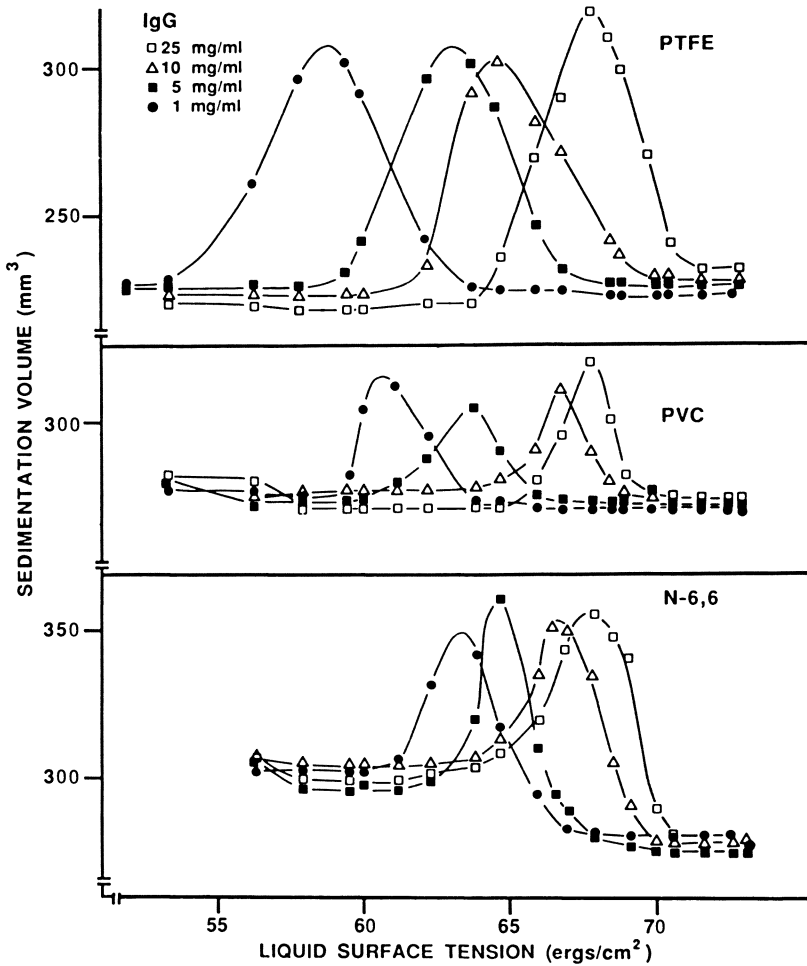 IgG
□ 25 mg/ml
△ 10 mg/ml
■ 5 mg/ml
● 1 mg/ml
PTFE
300
250
PVC
300
N-6,6
350
300
SEDIMENTATION VOLUME (mm³)
55 60 65 70
LIQUID SURFACE TENSION (ergs/cm²)